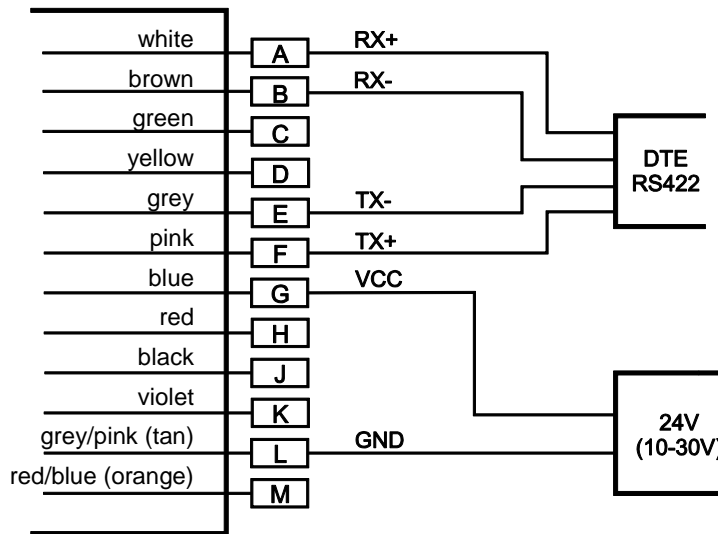 white A RX+
brown B RX-
green C
yellow D
DTE
RS422
grey E TX-
pink F TX+
blue G VCC
red H
black J
violet K
24V
(10-30V)
grey/pink (tan) L GND
red/blue (orange) M